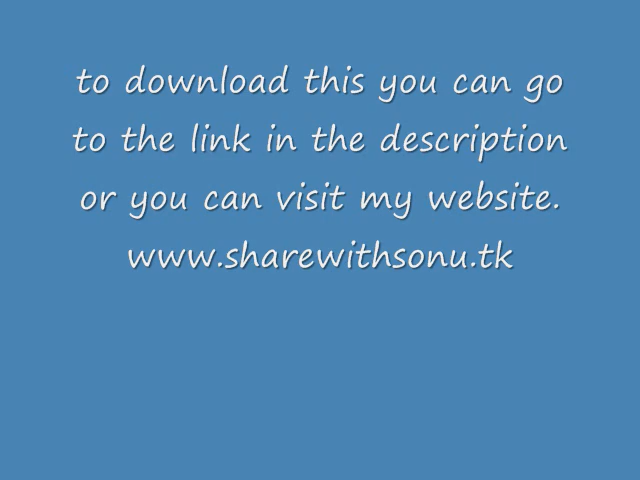 to download this you can go
to the link in the description
or you can visit my website.
www.sharewithsonu.tk